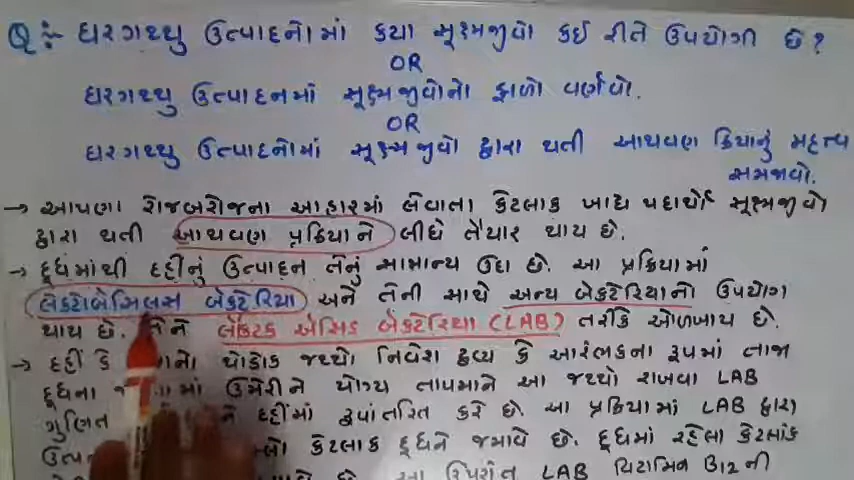 Q :- ઘરગથ્થુ ઉત્પાદનોમાં કયા સૂક્ષ્મજીવો કઈ રીતે ઉપયોગી છે?
OR
ઘરગથ્થુ ઉત્પાદનમાં સૂક્ષ્મજીવોનો ફાળો વર્ણવો.
OR
ઘરગથ્થુ ઉત્પાદનોમાં સૂક્ષ્મજીવો દ્વારા થતી આથવણ ક્રિયાનું મહત્ત્વ
સમજાવો.
→ આપણા રોજબરોજના આહારમાં લેવાતા કેટલાક ખાદ્ય પદાર્થો સૂક્ષ્મજીવો
દ્વારા થતી આથવણ પ્રક્રિયાને લીધે તૈયાર થાય છે.
→ દૂધમાંથી દહીંનું ઉત્પાદન તેનું સામાન્ય ઉદા છે. આ પ્રક્રિયામાં
લેક્ટોબેસિલસ બેક્ટેરિયા અને તેની સાથે અન્ય બેક્ટેરિયાનો ઉપયોગ
થાય છે. તેને લેક્ટિક એસિડ બેક્ટેરિયા (LAB) તરીકે ઓળખાય છે.
→ દહીં કે થોડોક જથ્થો નિવેશ દ્રવ્ય કે આરંભકના રૂપમાં તાજા
દૂધના ઉમેરીને યોગ્ય તાપમાને આ જથ્થો રાખવા LAB
ગુણિત દહીંમાં રૂપાંતરિત કરે છે. આ પ્રક્રિયામાં LAB દ્વારા
કેટલાક દૂધને જમાવે છે. દૂધમાં રહેલા કેટલાંક
છે. આ ઉપરાંત LAB વિટામિન B12 ની